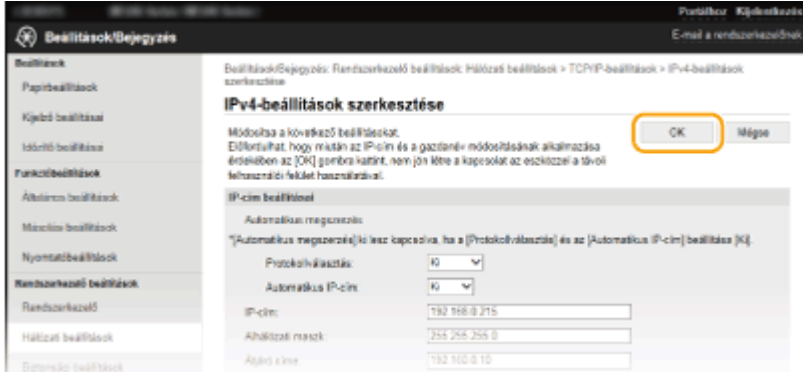 Portálhoz Kijelentkezés
Beállítások/Bejegyzés
E-mail a rendszerkezelőnek
Beállítások
Papírbeállítások
Kijelző beállításai
Időzítő beállításai
Funkcióbeállítások
Általános beállítások
Másolási beállítások
Nyomtatóbeállítások
Rendszerkezelő beállítások
Rendszerkezelő
Hálózati beállítások
Biztonsági beállítások
Beállítások/Bejegyzés: Rendszerkezelő beállítások: Hálózati beállítások > TCP/IP-beállítások > IPv4-beállítások
szerkesztése
IPv4-beállítások szerkesztése
Módosítsa a következő beállításokat.
Előfordulhat, hogy miután az IP-cím és a gazdanév módosításának alkalmazása
érdekében az [OK] gombra kattint, nem jön létre a kapcsolat az eszközzel a távoli
felhasználói felület használatával.
OK Mégse
IP-cím beállításai
Automatikus megszerzés
*[Automatikus megszerzés] ki lesz kapcsolva, ha a [Protokollválasztás] és az [Automatikus IP-cím] beállítása [Ki].
Protokollválasztás: Ki
Automatikus IP-cím: Ki
IP-cím: 192.168.0.215
Alhálózati maszk: 255.255.255.0
Átjáró címe: